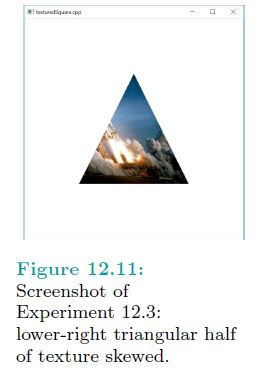 texturedSquare.cpp
Figure 12.11:
Screenshot of
Experiment 12.3:
lower-right triangular half
of texture skewed.